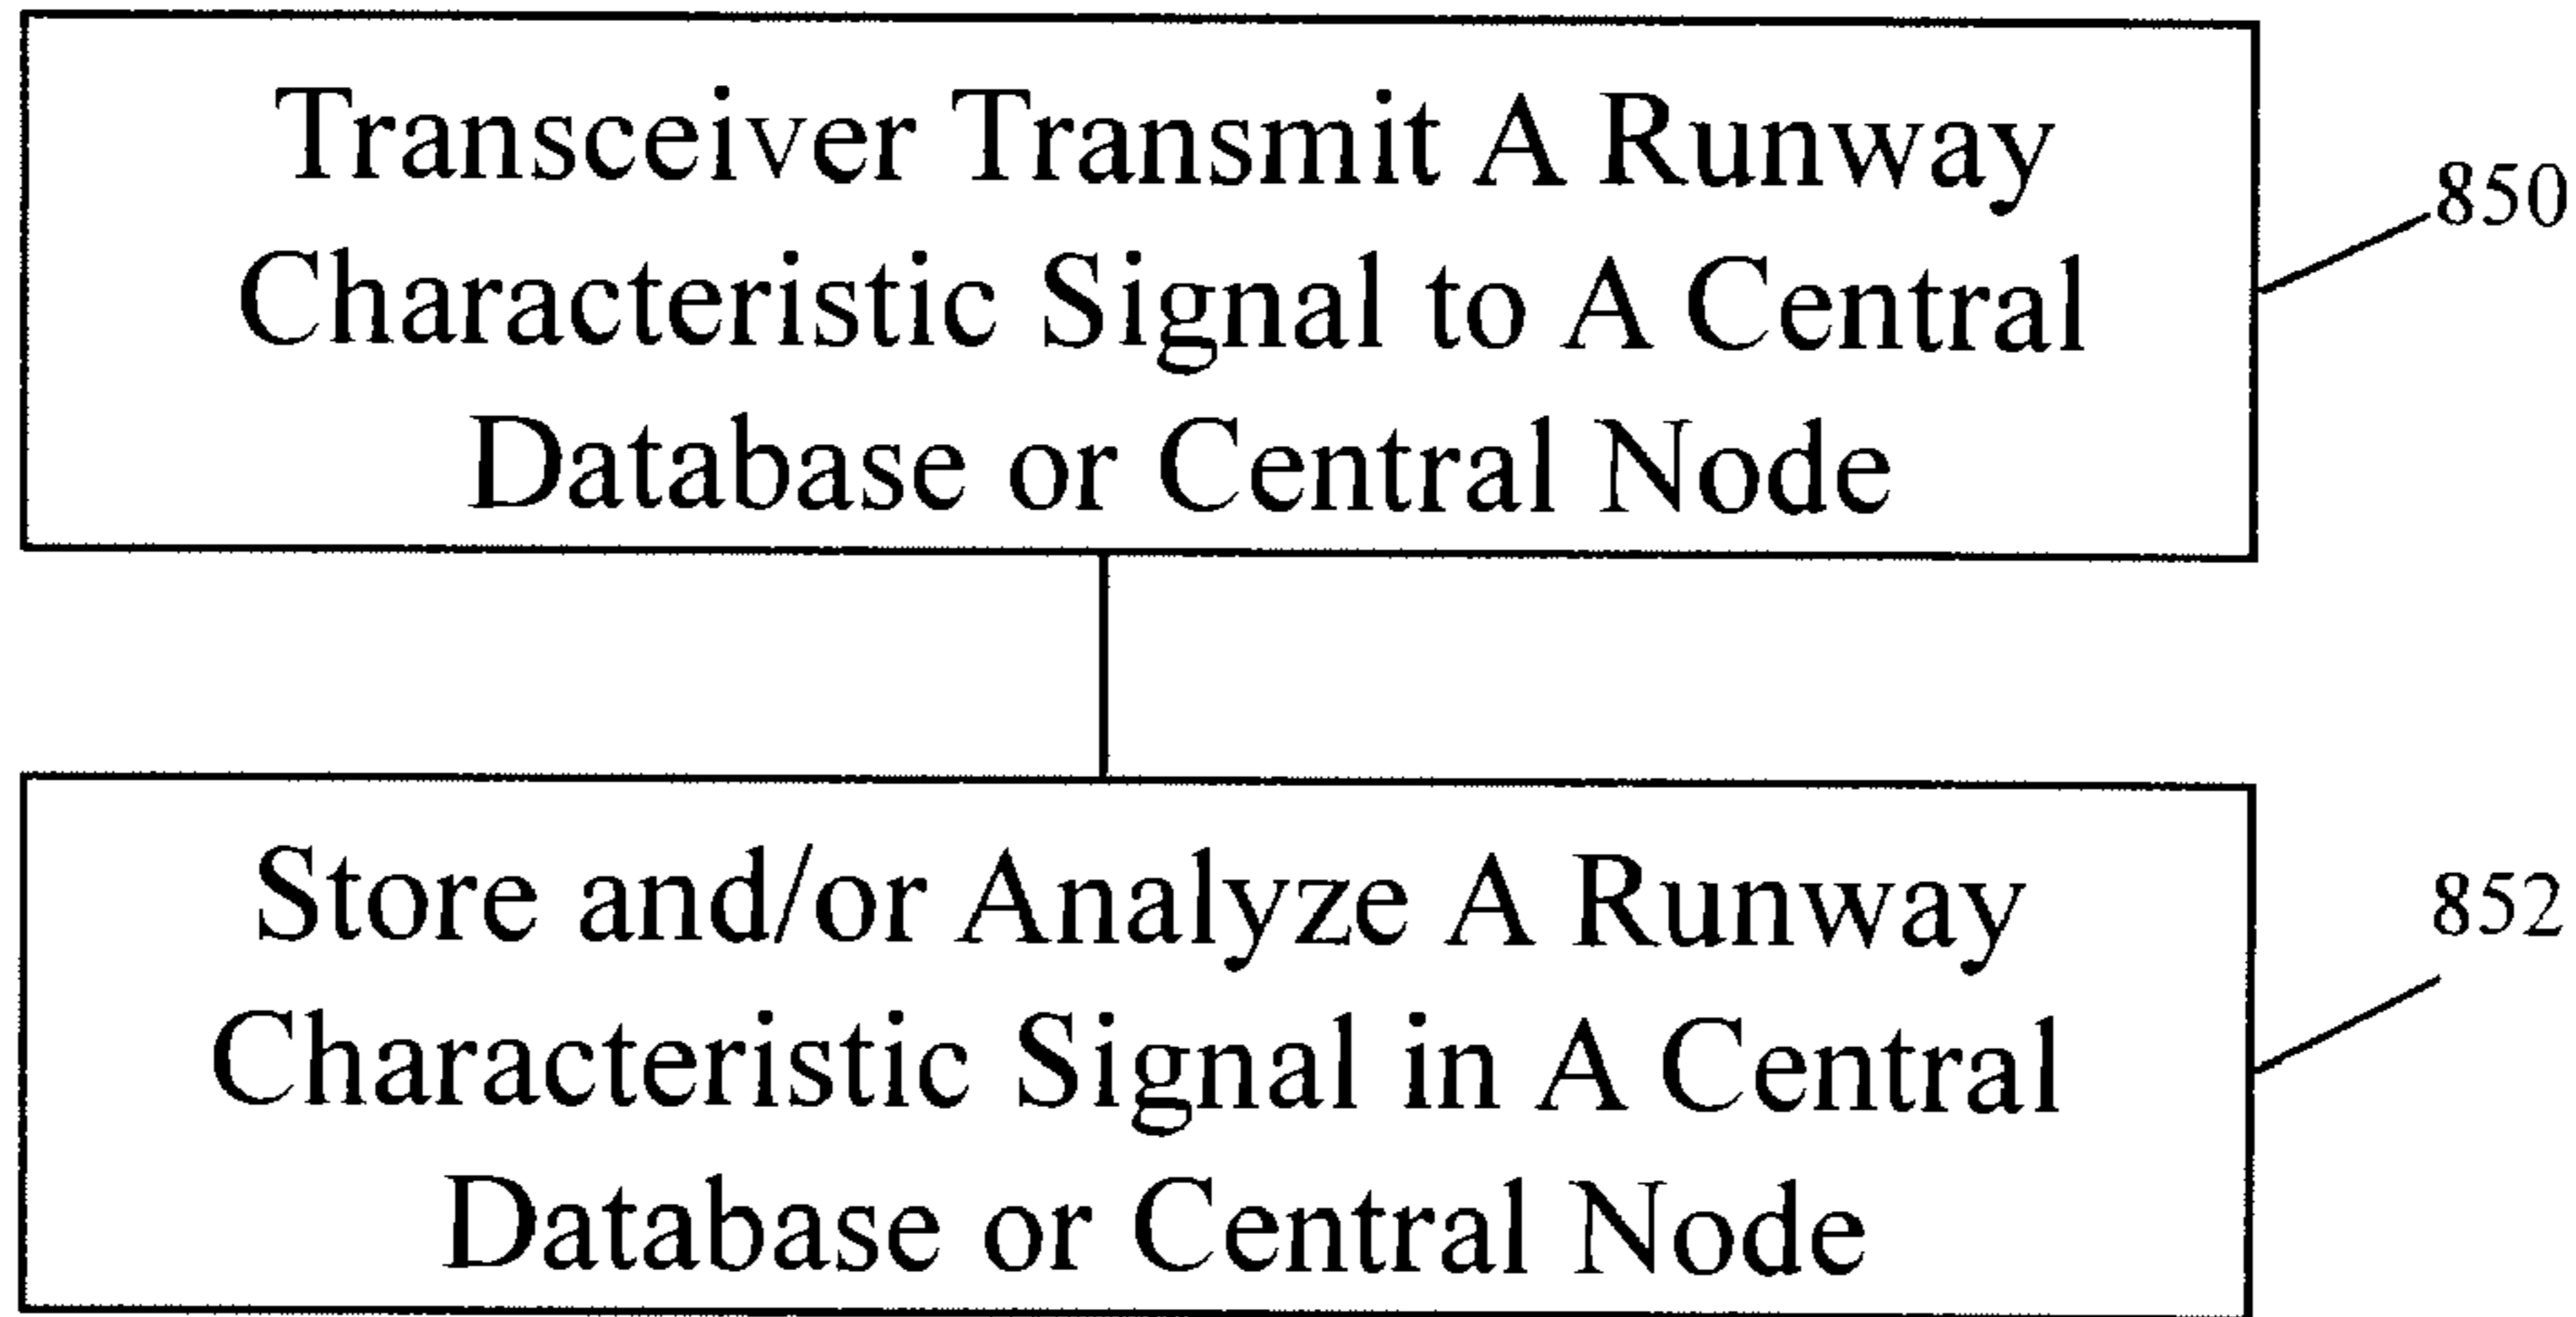 Transceiver Transmit A Runway
Characteristic Signal to A Central
Database or Central Node
850
Store and/or Analyze A Runway
Characteristic Signal in A Central
Database or Central Node
852